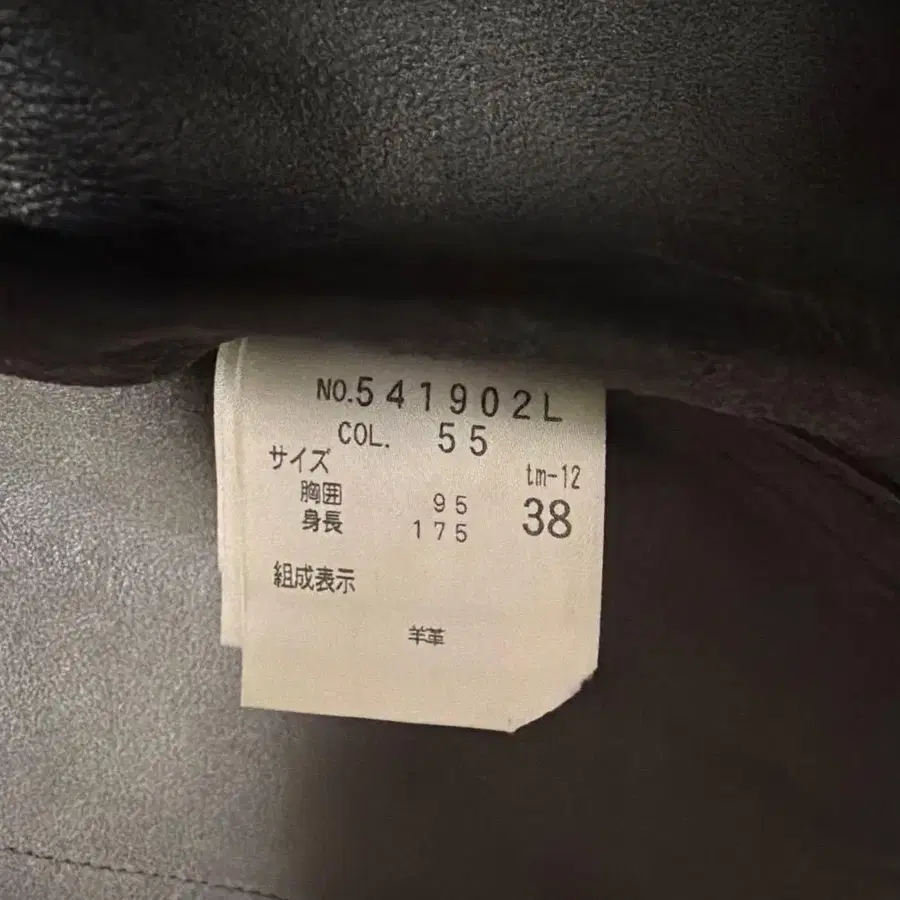 NO.541902L
COL. 55
サイズ tm-12
胸囲 95 38
身長 175
組成表示
羊革